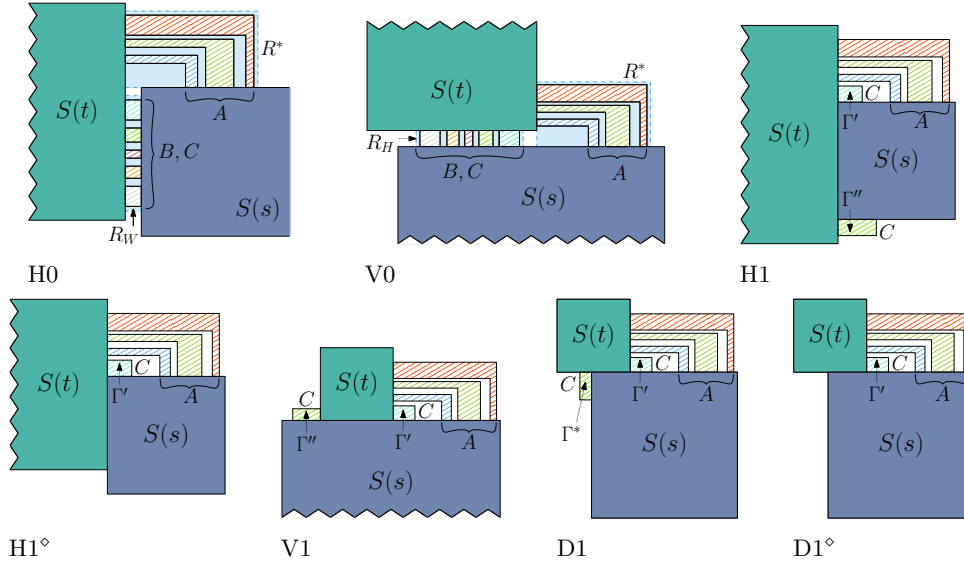 S(t)
R*
A
B, C
S(s)
R_W
H0
S(t)
R*
R_H
B, C
A
S(s)
V0
S(t)
C
Γ′
A
S(s)
Γ″
C
H1
S(t)
C
Γ′
A
S(s)
H1⋄
S(t)
C
C
Γ″
Γ′
A
S(s)
V1
S(t)
C
C
Γ′
A
Γ*
S(s)
D1
S(t)
C
Γ′
A
S(s)
D1⋄